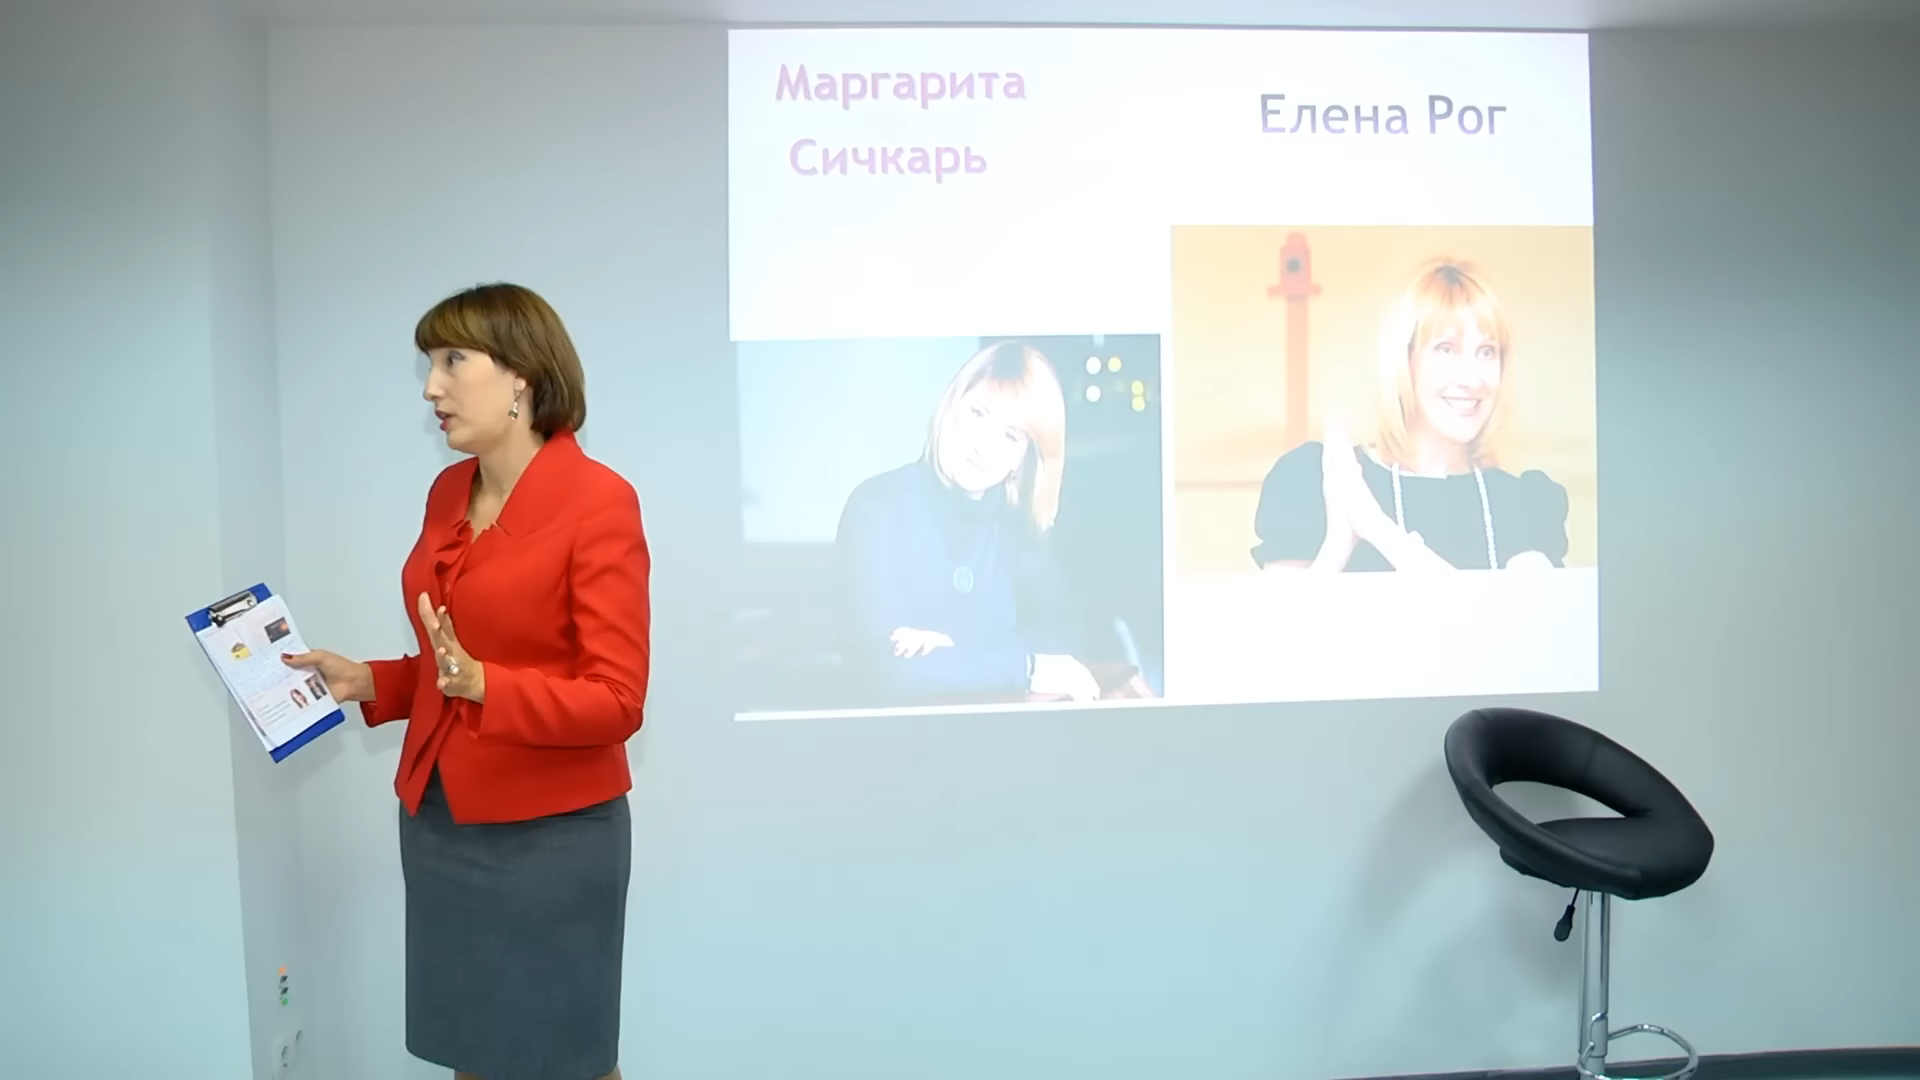 Маргарита
Сичкарь
Елена Рог